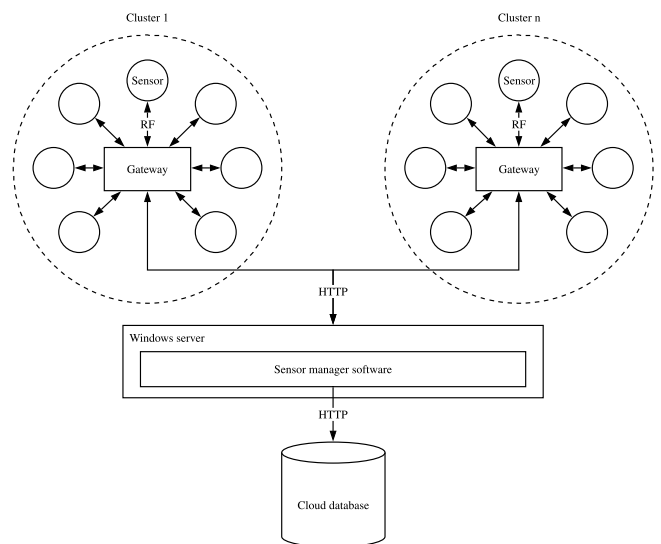 Cluster 1
Cluster n
Sensor
Sensor
RF
RF
Gateway
Gateway
HTTP
Windows server
Sensor manager software
HTTP
Cloud database